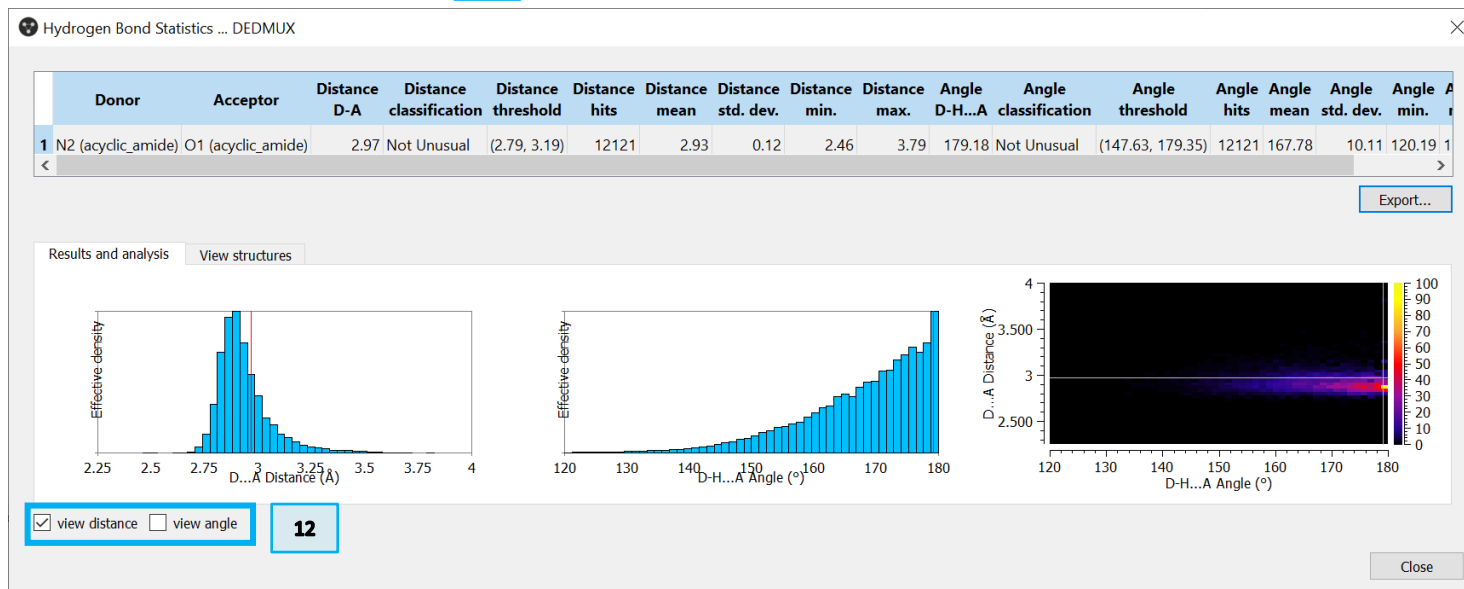 Hydrogen Bond Statistics ... DEDMUX
Donor Acceptor Distance D-A Distance classification Distance threshold Distance hits Distance mean Distance std. dev. Distance min. Distance max. Angle D-H...A Angle classification Angle threshold Angle hits Angle mean Angle std. dev. Angle min.
1 N2 (acyclic_amide) O1 (acyclic_amide) 2.97 Not Unusual (2.79, 3.19) 12121 2.93 0.12 2.46 3.79 179.18 Not Unusual (147.63, 179.35) 12121 167.78 10.11 120.19 1
Export...
Results and analysis View structures
Effective density
2.25 2.5 2.75 3 3.25 3.5 3.75 4
D...A Distance (Å)
Effective density
120 130 140 150 160 170 180
D-H...A Angle (°)
D...A Distance (Å)
4
3.500
3
2.500
120 130 140 150 160 170 180
D-H...A Angle (°)
100
90
80
70
60
50
40
30
20
10
0
view distance view angle
12
Close